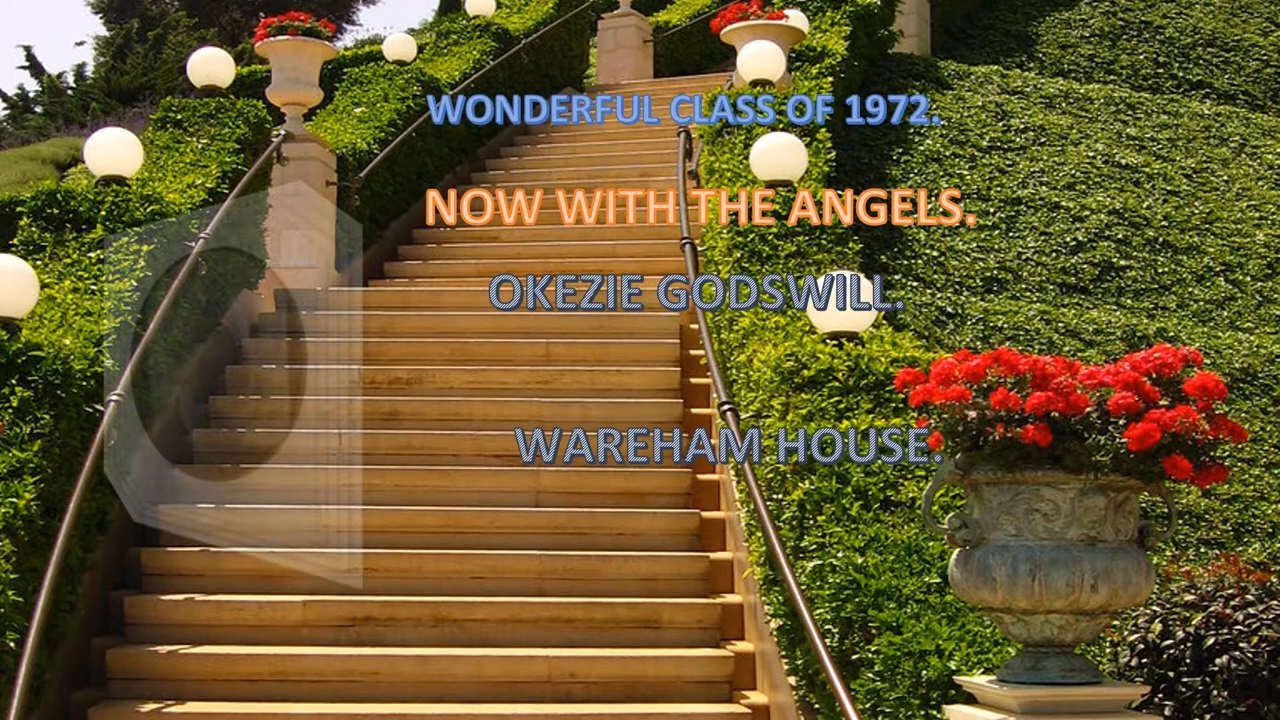 WONDERFUL CLASS OF 1972.
NOW WITH THE ANGELS.
OKEZIE GODSWILL.
WAREHAM HOUSE.